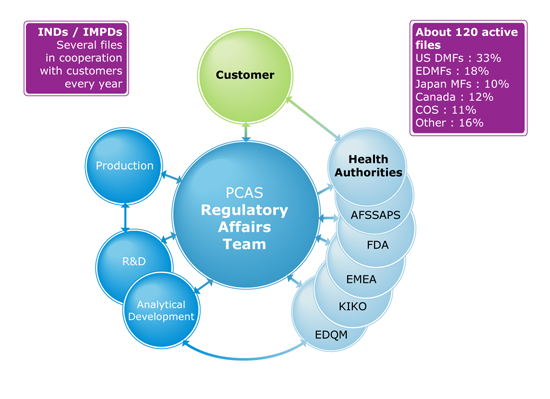 INDs / IMPDs
Several files
in cooperation
with customers
every year
Customer
About 120 active
files
US DMFs : 33%
EDMFs : 18%
Japan MFs : 10%
Canada : 12%
COS : 11%
Other : 16%
Production
PCAS
Regulatory
Affairs
Team
Health
Authorities
AFSSAPS
FDA
EMEA
KIKO
EDQM
R&D
Analytical
Development